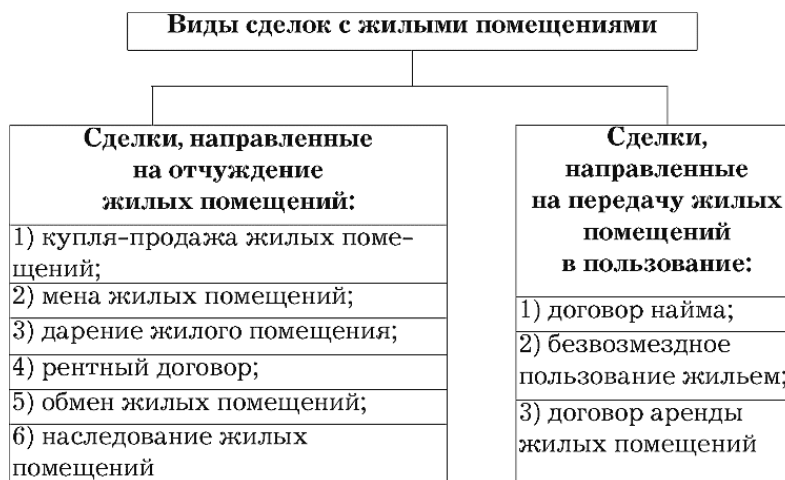 Виды сделок с жилыми помещениями
Сделки, направленные
на отчуждение
жилых помещений:
1) купля-продажа жилых поме-
щений;
2) мена жилых помещений;
3) дарение жилого помещения;
4) рентный договор;
5) обмен жилых помещений;
6) наследование жилых
помещений
Сделки,
направленные
на передачу жилых
помещений
в пользование:
1) договор найма;
2) безвозмездное
пользование жильем;
3) договор аренды
жилых помещений